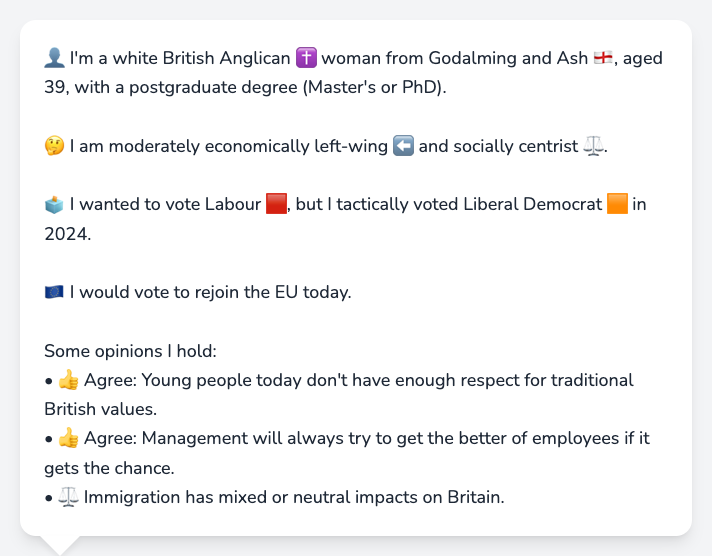 👤 I'm a white British Anglican ✝️ woman from Godalming and Ash 🏴󠁧󠁢󠁥󠁮󠁧󠁿, aged
39, with a postgraduate degree (Master's or PhD).
🤔 I am moderately economically left-wing ⬅️ and socially centrist ⚖️.
🗳️ I wanted to vote Labour 🟥, but I tactically voted Liberal Democrat 🟧 in
2024.
🇪🇺 I would vote to rejoin the EU today.
Some opinions I hold:
• 👍 Agree: Young people today don't have enough respect for traditional
British values.
• 👍 Agree: Management will always try to get the better of employees if it
gets the chance.
• ⚖️ Immigration has mixed or neutral impacts on Britain.